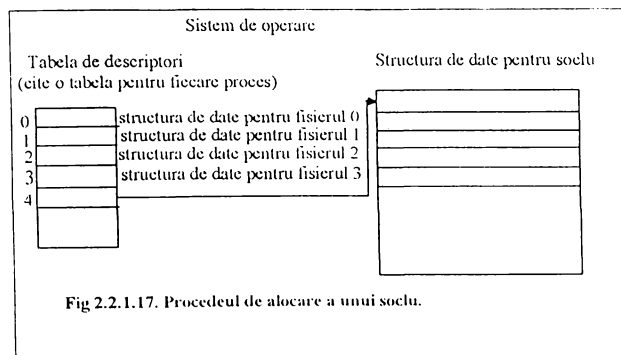 Sistem de operare
Tabela de descriptori
(cite o tabela pentru fiecare proces)
Structura de date pentru soclu
0 structura de date pentru fisierul 0
1 structura de date pentru fisierul 1
2 structura de date pentru fisierul 2
3 structura de date pentru fisierul 3
4
Fig 2.2.1.17. Procedeul de alocare a unui soclu.